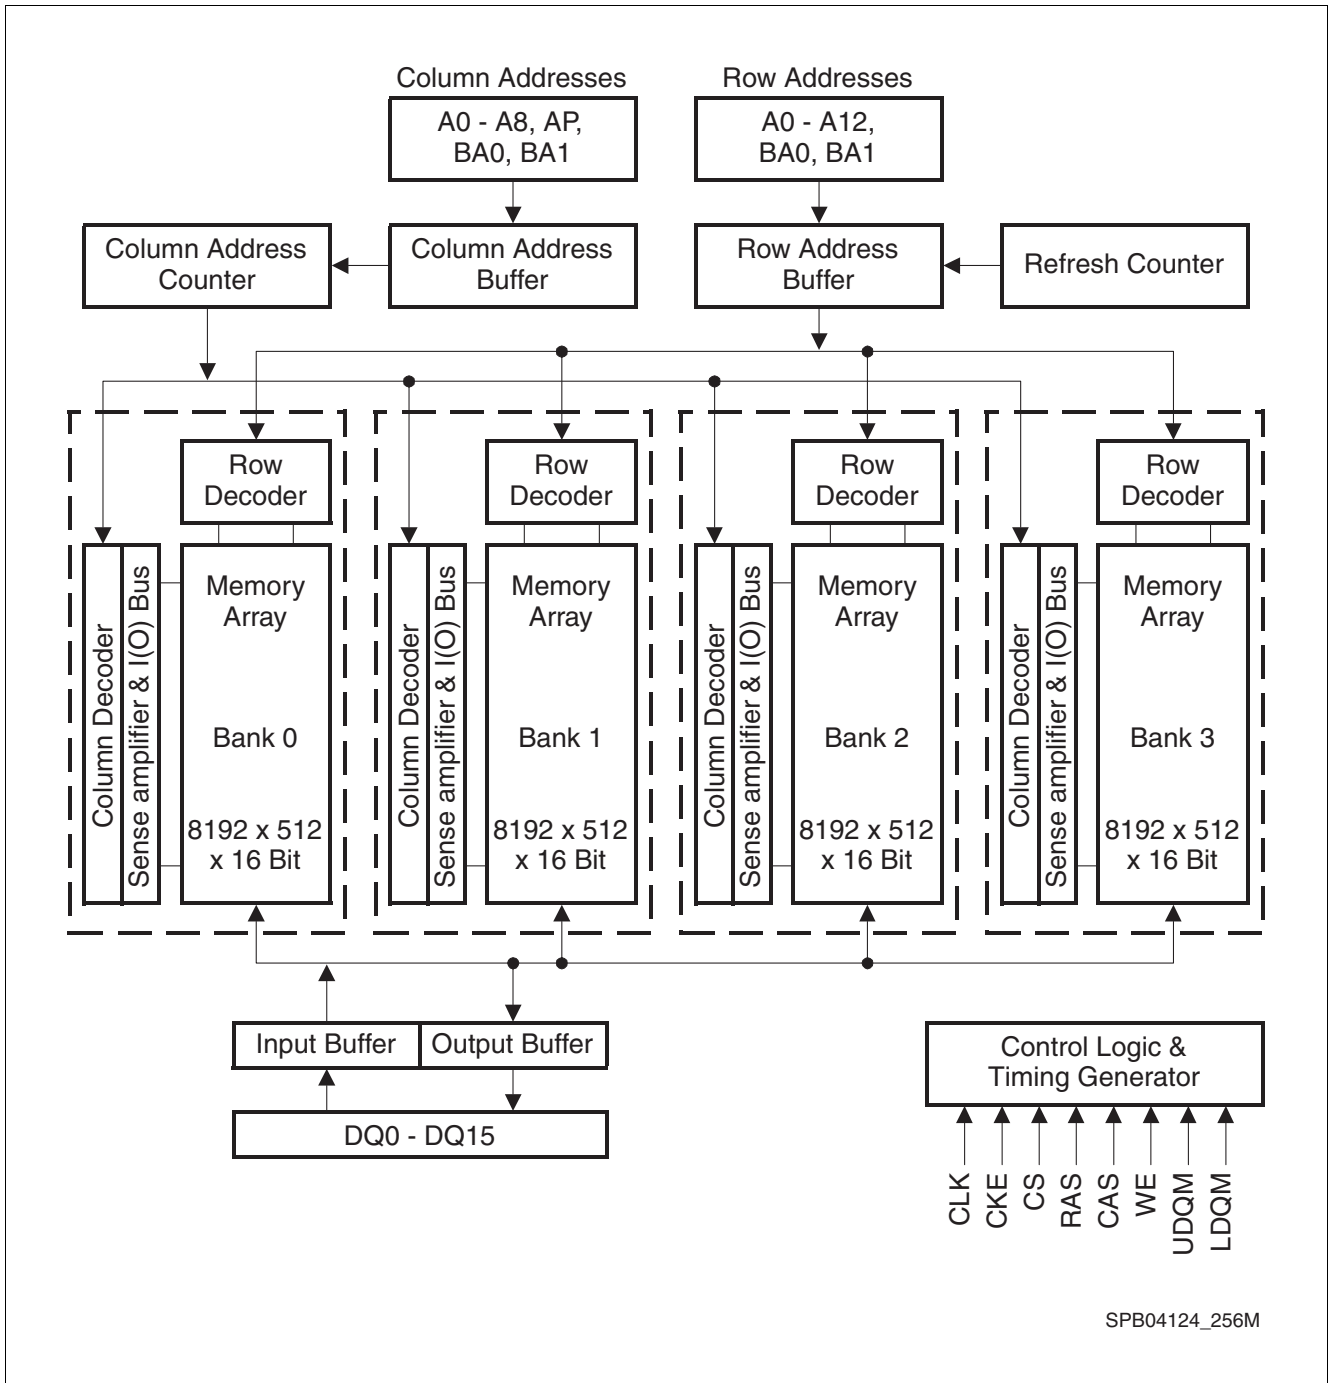 Column Addresses
A0 - A8, AP,
BA0, BA1
Row Addresses
A0 - A12,
BA0, BA1
Column Address
Counter
Column Address
Buffer
Row Address
Buffer
Refresh Counter
Row
Decoder
Column Decoder
Sense amplifier & I(O) Bus
Memory
Array
Bank 0
8192 x 512
x 16 Bit
Row
Decoder
Column Decoder
Sense amplifier & I(O) Bus
Memory
Array
Bank 1
8192 x 512
x 16 Bit
Row
Decoder
Column Decoder
Sense amplifier & I(O) Bus
Memory
Array
Bank 2
8192 x 512
x 16 Bit
Row
Decoder
Column Decoder
Sense amplifier & I(O) Bus
Memory
Array
Bank 3
8192 x 512
x 16 Bit
Input Buffer
Output Buffer
DQ0 - DQ15
Control Logic &
Timing Generator
CLK
CKE
CS
RAS
CAS
WE
UDQM
LDQM
SPB04124_256M